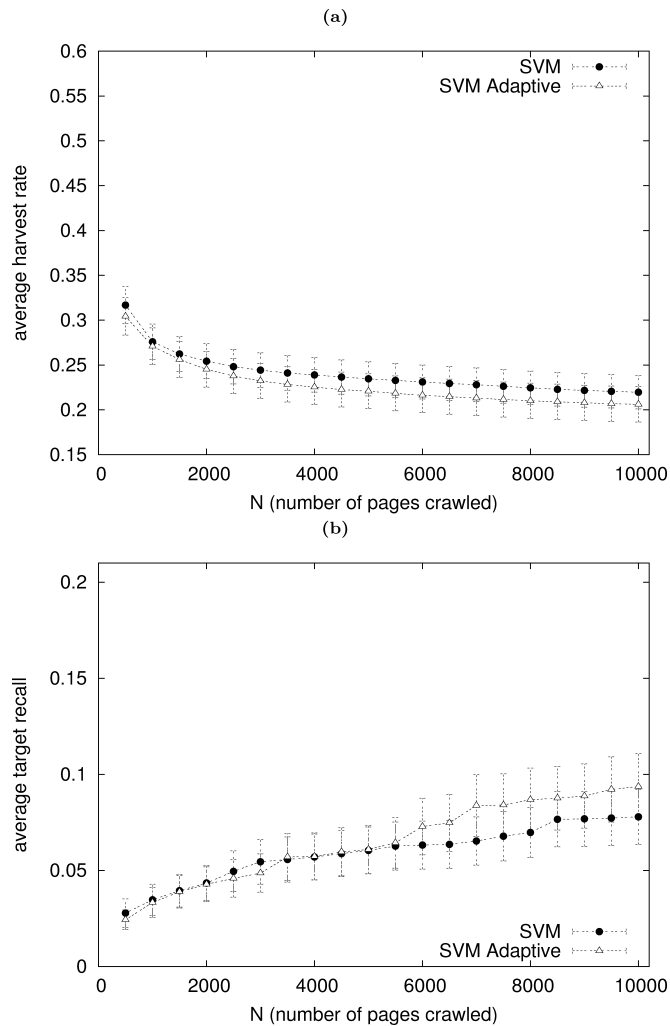 (a)
0.6
0.55
0.5
0.45
0.4
0.35
0.3
0.25
0.2
0.15
average harvest rate
SVM
SVM Adaptive
0 2000 4000 6000 8000 10000
N (number of pages crawled)
(b)
0.2
0.15
0.1
0.05
0
average target recall
SVM
SVM Adaptive
0 2000 4000 6000 8000 10000
N (number of pages crawled)